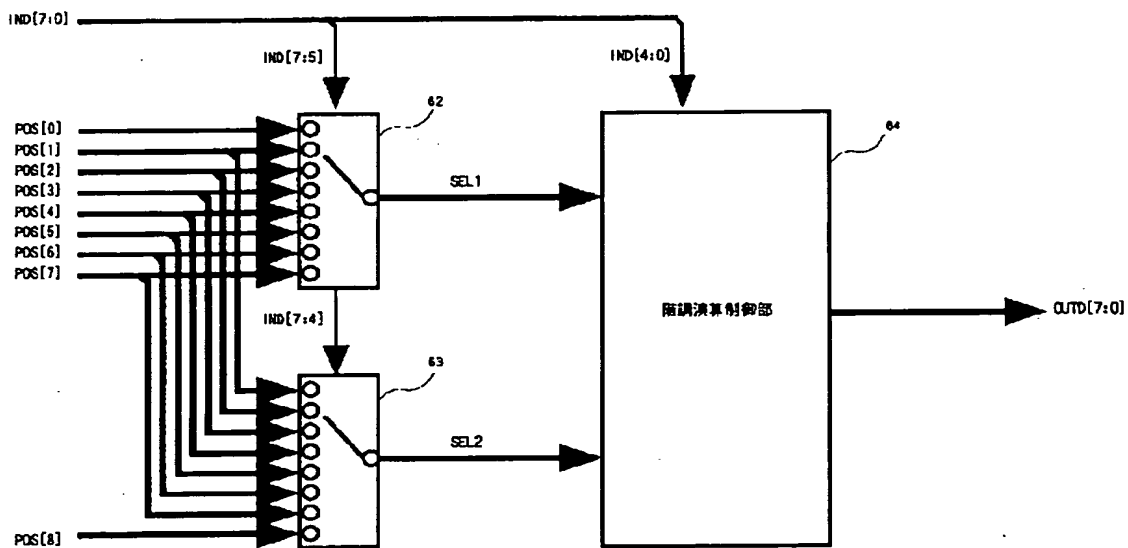 IND[7:0]
IND[7:5]
IND[4:0]
62
64
POS[0]
POS[1]
POS[2]
POS[3]
POS[4]
POS[5]
POS[6]
POS[7]
SEL1
階調演算制御部
OUTD[7:0]
IND[7:4]
63
SEL2
POS[8]